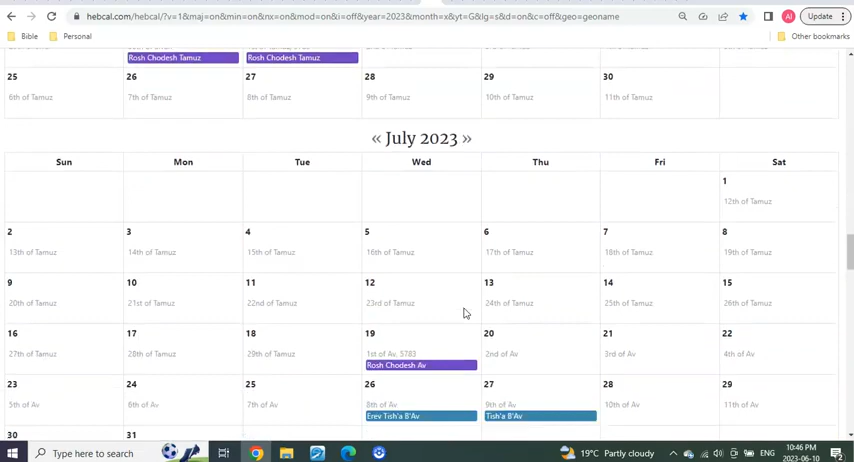 hebcal.com/hebcal/?v=1&maj=on&min=on&nx=on&mod=on&i=off&year=2023&month=x&yt=G&lg=s&d=on&c=off&geo=geoname
AI
Update
Bible
Personal
Other bookmarks
Rosh Chodesh Tamuz
Rosh Chodesh Tamuz
25 26 27 28 29 30
6th of Tamuz 7th of Tamuz 8th of Tamuz 9th of Tamuz 10th of Tamuz 11th of Tamuz
« July 2023 »
Sun Mon Tue Wed Thu Fri Sat
1
12th of Tamuz
2 3 4 5 6 7 8
13th of Tamuz 14th of Tamuz 15th of Tamuz 16th of Tamuz 17th of Tamuz 18th of Tamuz 19th of Tamuz
9 10 11 12 13 14 15
20th of Tamuz 21st of Tamuz 22nd of Tamuz 23rd of Tamuz 24th of Tamuz 25th of Tamuz 26th of Tamuz
16 17 18 19 20 21 22
27th of Tamuz 28th of Tamuz 29th of Tamuz 1st of Av, 5783 2nd of Av 3rd of Av 4th of Av
Rosh Chodesh Av
23 24 25 26 27 28 29
5th of Av 6th of Av 7th of Av 8th of Av 9th of Av 10th of Av 11th of Av
Erev Tish'a B'Av Tish'a B'Av
30 31
Type here to search
19°C Partly cloudy
ENG
10:46 PM
2023-06-10
2